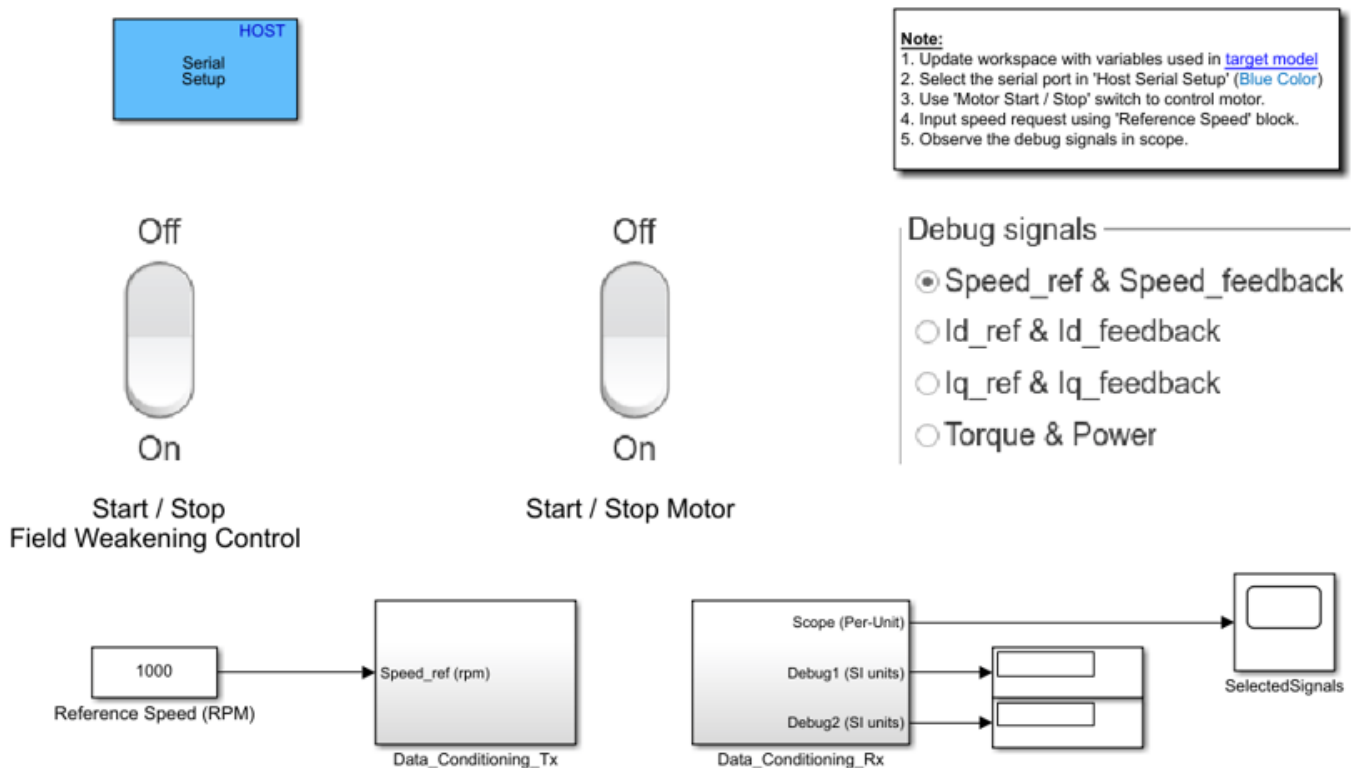 HOST
Serial
Setup
Note:
1. Update workspace with variables used in target model
2. Select the serial port in 'Host Serial Setup' (Blue Color)
3. Use 'Motor Start / Stop' switch to control motor.
4. Input speed request using 'Reference Speed' block.
5. Observe the debug signals in scope.
Off
On
Start / Stop
Field Weakening Control
Off
On
Start / Stop Motor
Debug signals
Speed_ref & Speed_feedback
Id_ref & Id_feedback
Iq_ref & Iq_feedback
Torque & Power
1000
Reference Speed (RPM)
Speed_ref (rpm)
Data_Conditioning_Tx
Scope (Per-Unit)
Debug1 (SI units)
Debug2 (SI units)
Data_Conditioning_Rx
SelectedSignals